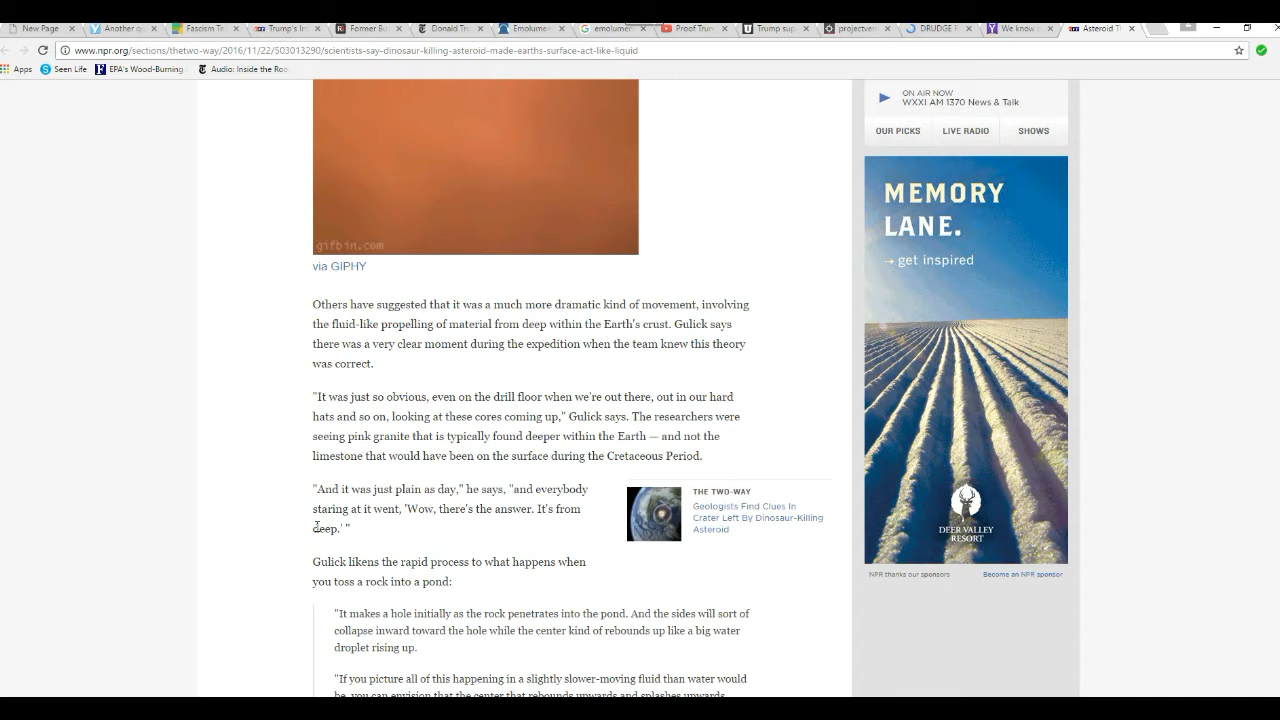 New Page
Another q
Fascism Te
Trump's In
Former Bu
Donald Tru
Emolume
emolumen
Proof Trum
Trump sup
projectveri
DRUDGE R
We know s
Asteroid T
www.npr.org/sections/thetwo-way/2016/11/22/503013290/scientists-say-dinosaur-killing-asteroid-made-earths-surface-act-like-liquid
Apps
Seen Life
EPA's Wood-Burning
Audio: Inside the Roo
ON AIR NOW
WXXI AM 1370 News & Talk
OUR PICKS
LIVE RADIO
SHOWS
gifbin.com
via GIPHY
Others have suggested that it was a much more dramatic kind of movement, involving
the fluid-like propelling of material from deep within the Earth's crust. Gulick says
there was a very clear moment during the expedition when the team knew this theory
was correct.
"It was just so obvious, even on the drill floor when we're out there, out in our hard
hats and so on, looking at these cores coming up," Gulick says. The researchers were
seeing pink granite that is typically found deeper within the Earth — and not the
limestone that would have been on the surface during the Cretaceous Period.
"And it was just plain as day," he says, "and everybody
staring at it went, 'Wow, there's the answer. It's from
deep.' "
THE TWO-WAY
Geologists Find Clues In
Crater Left By Dinosaur-Killing
Asteroid
Gulick likens the rapid process to what happens when
you toss a rock into a pond:
"It makes a hole initially as the rock penetrates into the pond. And the sides will sort of
collapse inward toward the hole while the center kind of rebounds up like a big water
droplet rising up.
"If you picture all of this happening in a slightly slower-moving fluid than water would
be, you can envision that the center that rebounds upwards and splashes upwards
MEMORY
LANE.
→ get inspired
DEER VALLEY
RESORT
NPR thanks our sponsors
Become an NPR sponsor